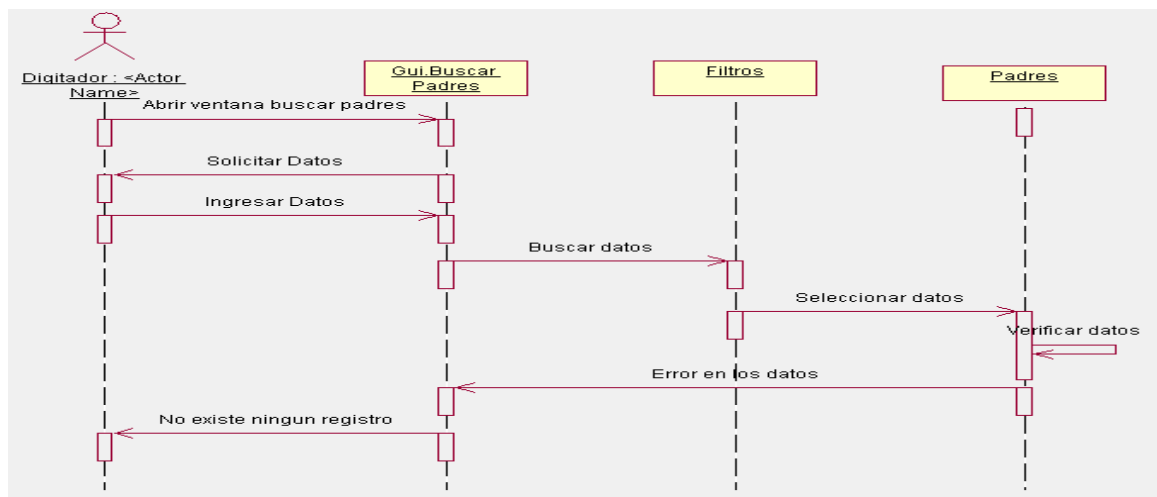 Digitador : <Actor
Name>
Gui.Buscar
Padres
Filtros
Padres
Abrir ventana buscar padres
Solicitar Datos
Ingresar Datos
Buscar datos
Seleccionar datos
Verificar datos
Error en los datos
No existe ningun registro